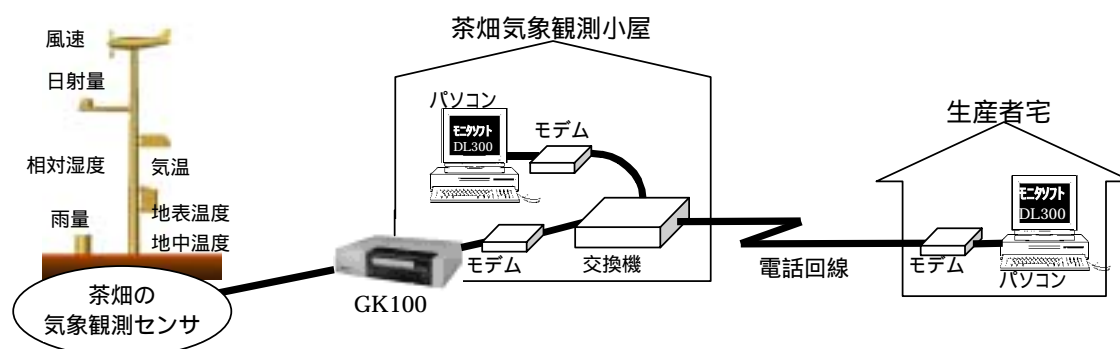 風速
日射量
相対湿度
気温
雨量
地表温度
地中温度
茶畑の
気象観測センサ
GK100
茶畑気象観測小屋
パソコン
モニタソフト
DL300
モデム
モデム
交換機
電話回線
生産者宅
モニタソフト
DL300
モデム
パソコン